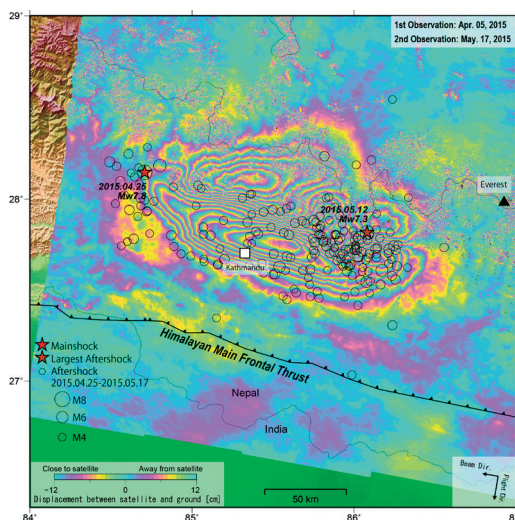 29°
1st Observation: Apr. 05, 2015
2nd Observation: May. 17, 2015
28°
2015.04.25
Mw7.8
2015.05.12
Mw7.3
Everest
Kathmandu
Himalayan Main Frontal Thrust
Mainshock
Largest Aftershock
Aftershock
2015.04.25-2015.05.17
27°
M8
M6
M4
Nepal
India
Close to satellite Away from satellite
-12 0 12
Displacement between satellite and ground [cm]
50 km
Beam Dir.
Flight Dir.
84° 85° 86°